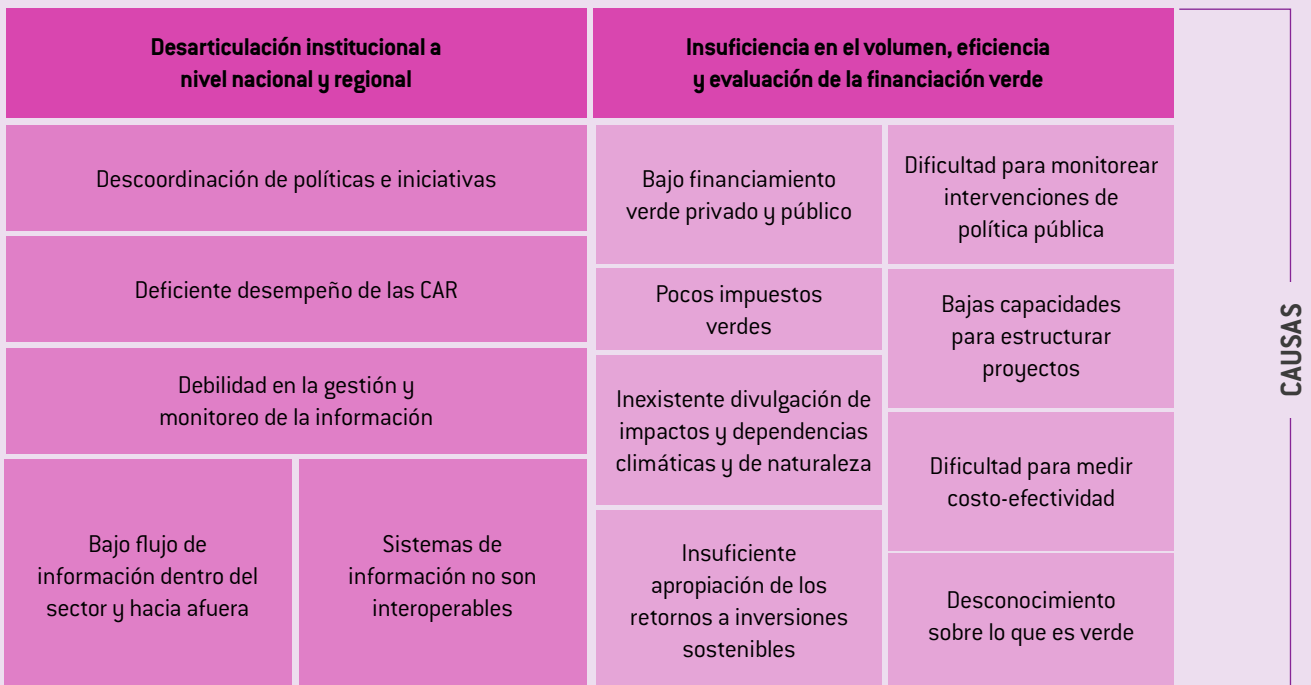 Desarticulación institucional a
nivel nacional y regional
Descoordinación de políticas e iniciativas
Deficiente desempeño de las CAR
Debilidad en la gestión y
monitoreo de la información
Bajo flujo de
información dentro del
sector y hacia afuera
Sistemas de
información no son
interoperables
Insuficiencia en el volumen, eficiencia
y evaluación de la financiación verde
Bajo financiamiento
verde privado y público
Pocos impuestos
verdes
Inexistente divulgación de
impactos y dependencias
climáticas y de naturaleza
Insuficiente
apropiación de los
retornos a inversiones
sostenibles
Dificultad para monitorear
intervenciones de
política pública
Bajas capacidades
para estructurar
proyectos
Dificultad para medir
costo-efectividad
Desconocimiento
sobre lo que es verde
CAUSAS